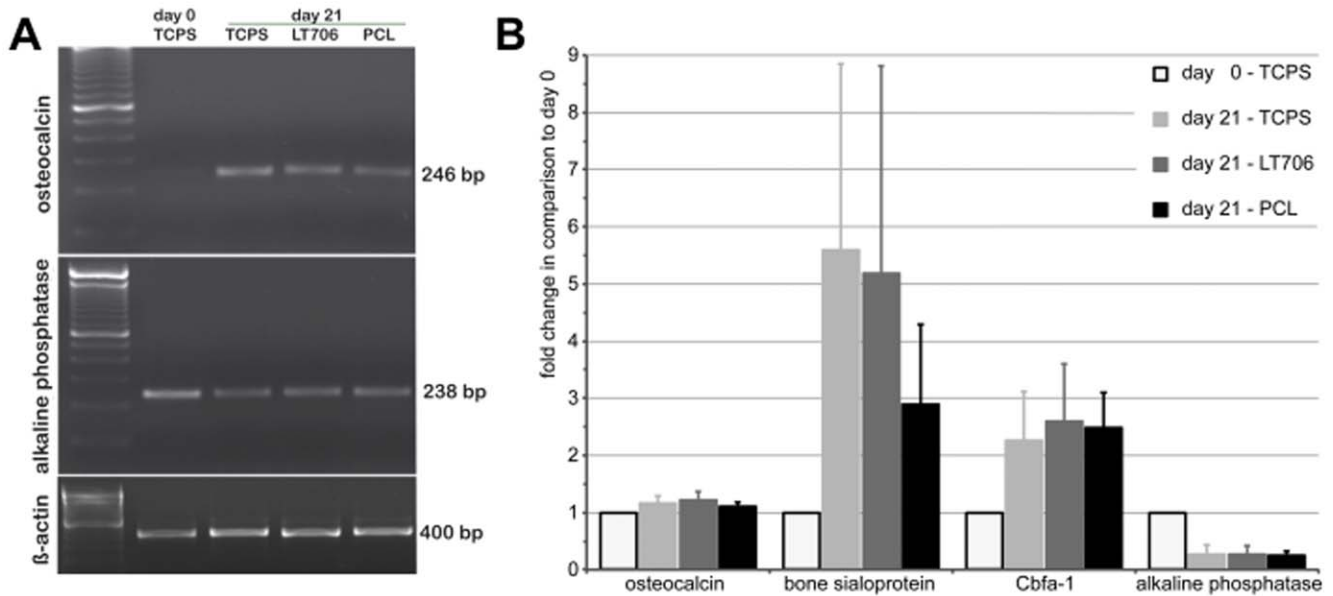 A
day 0
TCPS
day 21
TCPS LT706 PCL
osteocalcin
246 bp
alkaline phosphatase
238 bp
ß-actin
400 bp
B
fold change in comparison to day 0
9
8
7
6
5
4
3
2
1
0
day 0 - TCPS
day 21 - TCPS
day 21 - LT706
day 21 - PCL
osteocalcin bone sialoprotein Cbfa-1 alkaline phosphatase